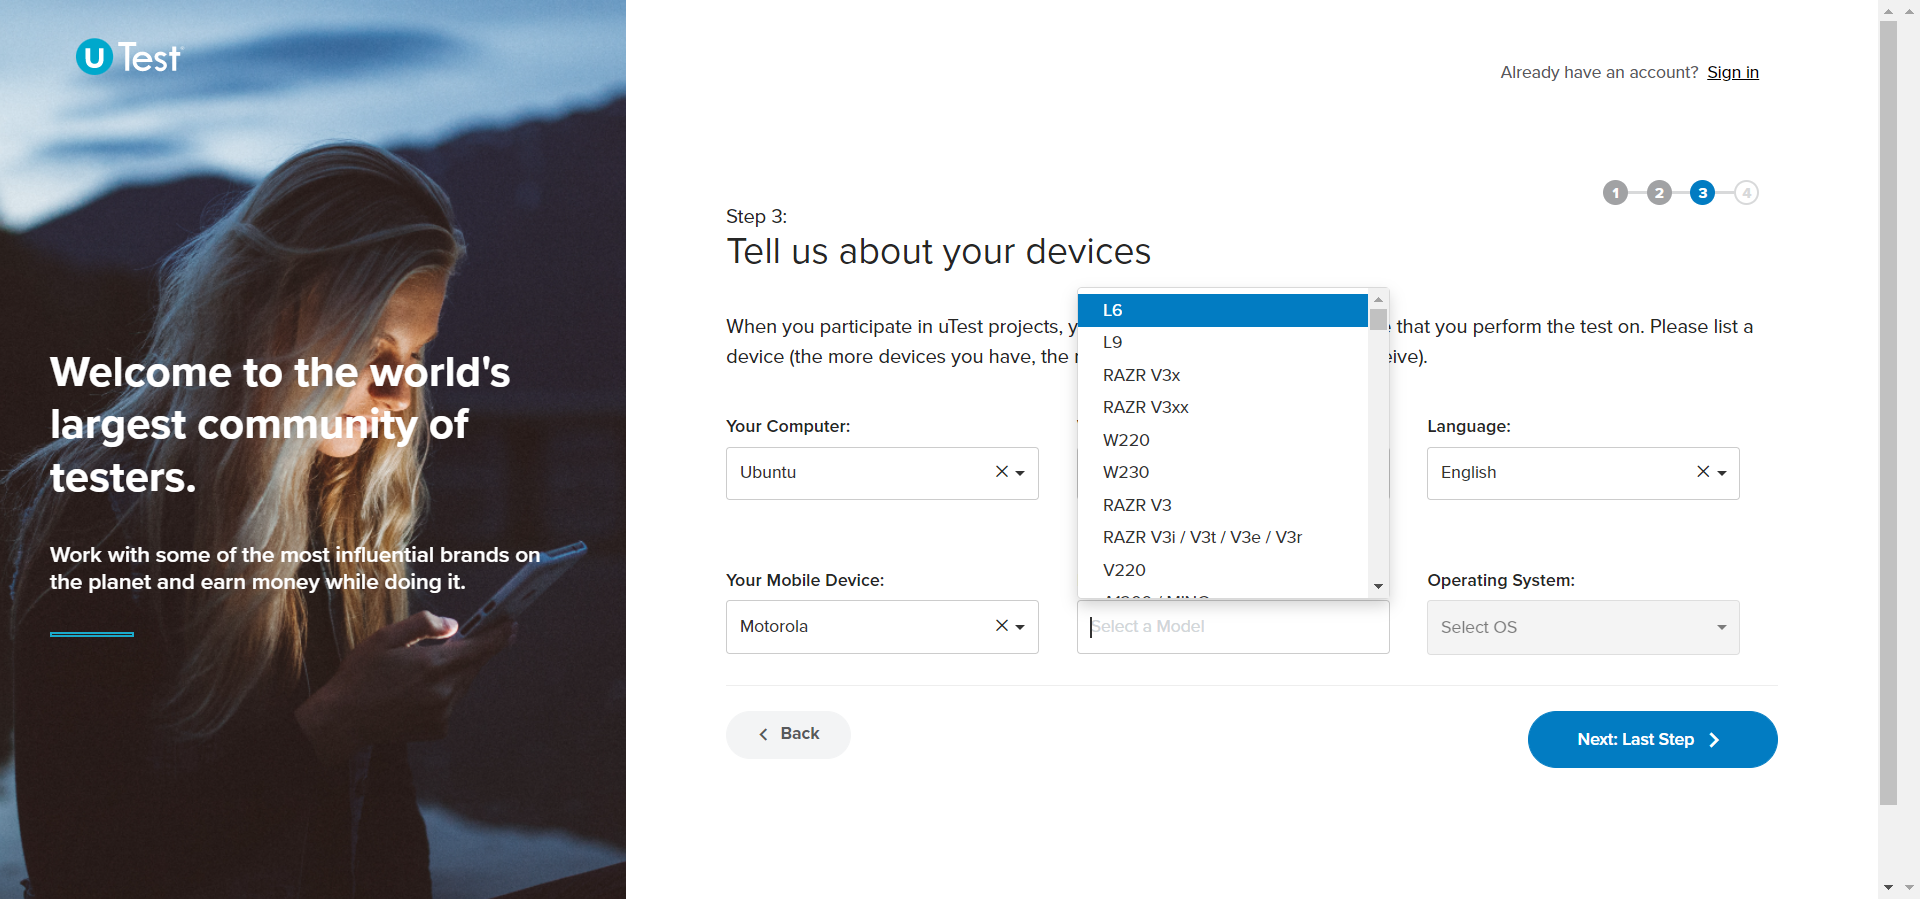 U Test
Already have an account? Sign in
1 2 3 4
Step 3:
Tell us about your devices
When you participate in uTest projects, y
that you perform the test on. Please list a
device (the more devices you have, the
eive).
Welcome to the world's
largest community of
testers.
Work with some of the most influential brands on
the planet and earn money while doing it.
Your Computer:
Language:
Ubuntu
English
L6
L9
RAZR V3x
RAZR V3xx
W220
W230
RAZR V3
RAZR V3i / V3t / V3e / V3r
V220
Your Mobile Device:
Operating System:
Motorola
Select a Model
Select OS
Back
Next: Last Step